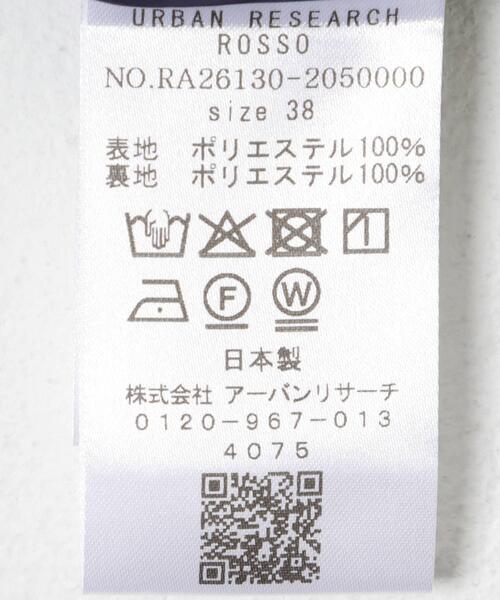 URBAN RESEARCH
ROSSO
NO.RA26130-2050000
size 38
表地 ポリエステル100%
裏地 ポリエステル100%
F W
日本製
株式会社 アーバンリサーチ
0120-967-013
4075